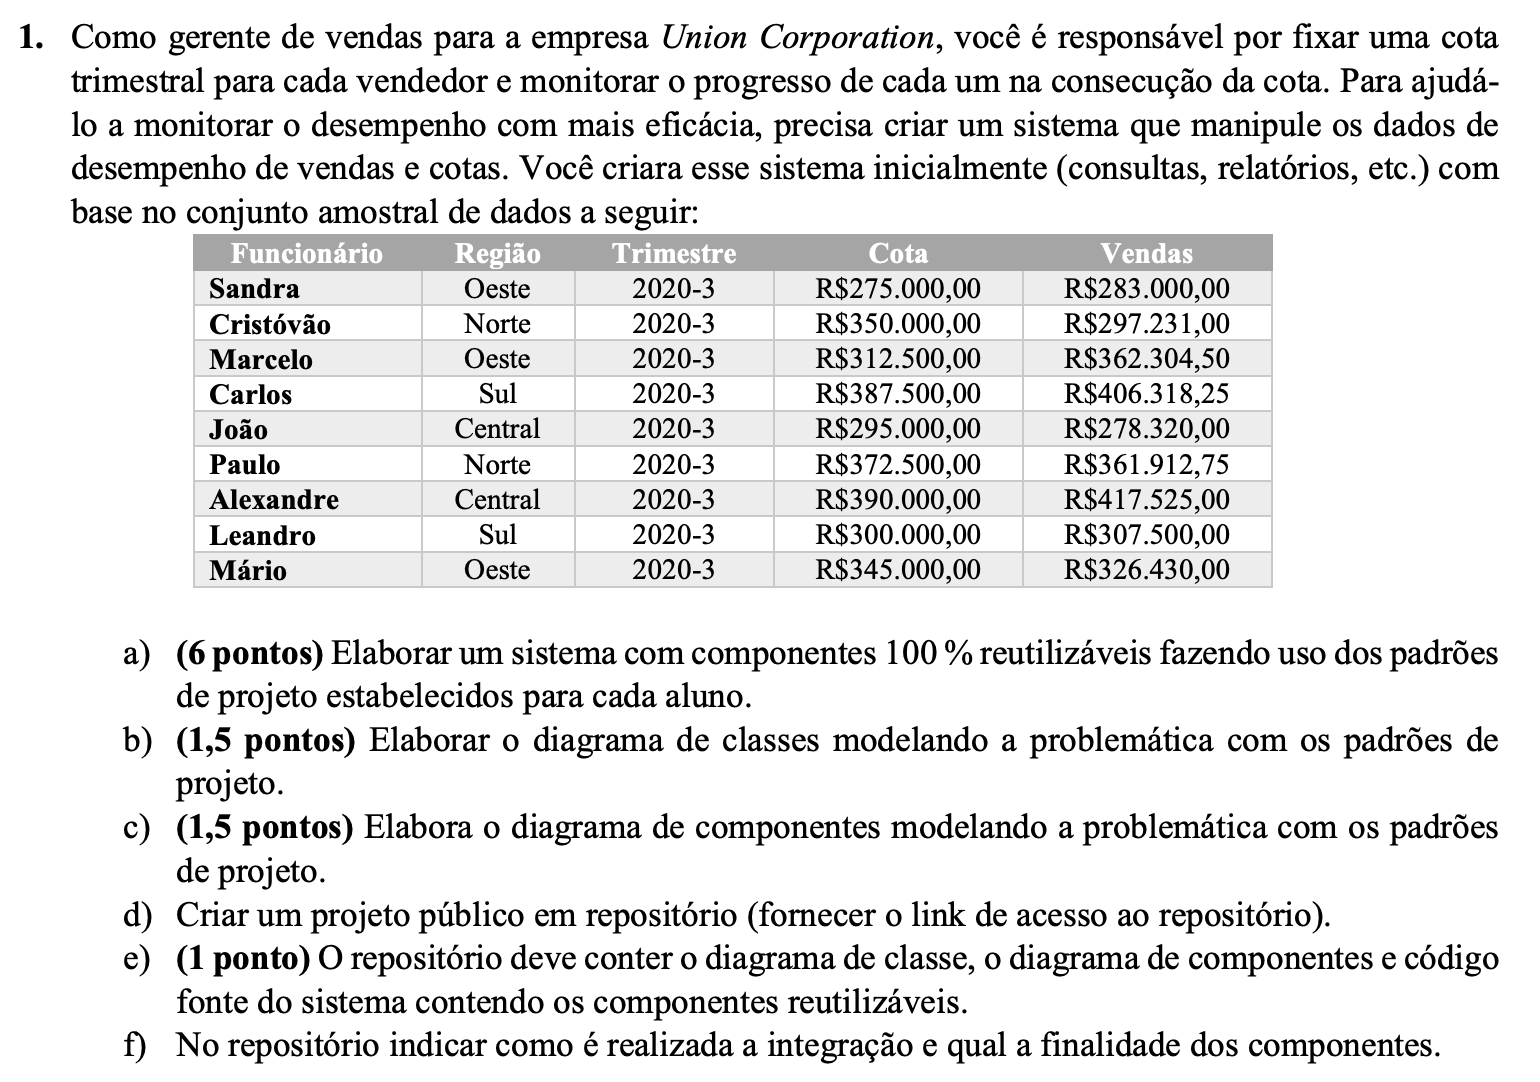 1. Como gerente de vendas para a empresa Union Corporation, você é responsável por fixar uma cota
trimestral para cada vendedor e monitorar o progresso de cada um na consecução da cota. Para ajudá-
lo a monitorar o desempenho com mais eficácia, precisa criar um sistema que manipule os dados de
desempenho de vendas e cotas. Você criara esse sistema inicialmente (consultas, relatórios, etc.) com
base no conjunto amostral de dados a seguir:
Funcionário Região Trimestre Cota Vendas
Sandra Oeste 2020-3 R$275.000,00 R$283.000,00
Cristóvão Norte 2020-3 R$350.000,00 R$297.231,00
Marcelo Oeste 2020-3 R$312.500,00 R$362.304,50
Carlos Sul 2020-3 R$387.500,00 R$406.318,25
João Central 2020-3 R$295.000,00 R$278.320,00
Paulo Norte 2020-3 R$372.500,00 R$361.912,75
Alexandre Central 2020-3 R$390.000,00 R$417.525,00
Leandro Sul 2020-3 R$300.000,00 R$307.500,00
Mário Oeste 2020-3 R$345.000,00 R$326.430,00
a) (6 pontos) Elaborar um sistema com componentes 100 % reutilizáveis fazendo uso dos padrões
de projeto estabelecidos para cada aluno.
b) (1,5 pontos) Elaborar o diagrama de classes modelando a problemática com os padrões de
projeto.
c) (1,5 pontos) Elabora o diagrama de componentes modelando a problemática com os padrões
de projeto.
d) Criar um projeto público em repositório (fornecer o link de acesso ao repositório).
e) (1 ponto) O repositório deve conter o diagrama de classe, o diagrama de componentes e código
fonte do sistema contendo os componentes reutilizáveis.
f) No repositório indicar como é realizada a integração e qual a finalidade dos componentes.